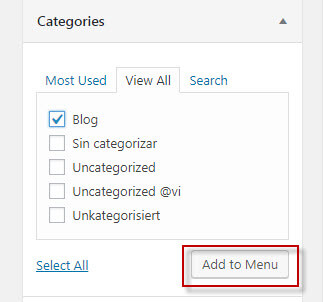 Categories
Most Used View All Search
Blog
Sin categorizar
Uncategorized
Uncategorized @vi
Unkategorisiert
Select All Add to Menu